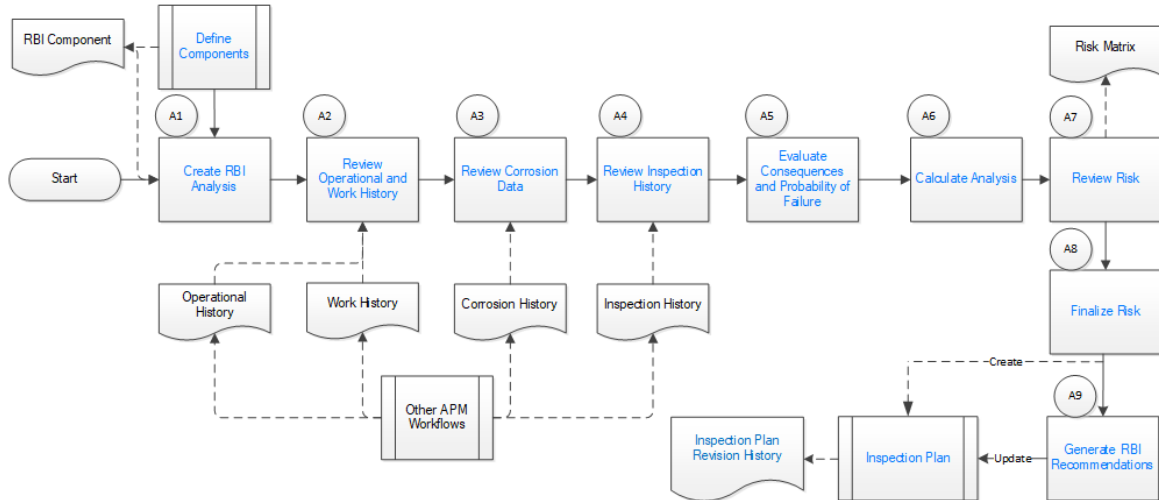 RBI Component
Define
Components
Risk Matrix
A1
A2
A3
A4
A5
A6
A7
Start
Create RBI
Analysis
Review
Operational and
Work History
Review Corrosion
Data
Review Inspection
History
Evaluate
Consequences
and Probability of
Failure
Calculate Analysis
Review Risk
A8
Operational
History
Work History
Corrosion History
Inspection History
Finalize Risk
Create
Other APM
Workflows
A9
Inspection Plan
Revision History
Inspection Plan
Update
Generate RBI
Recommendations